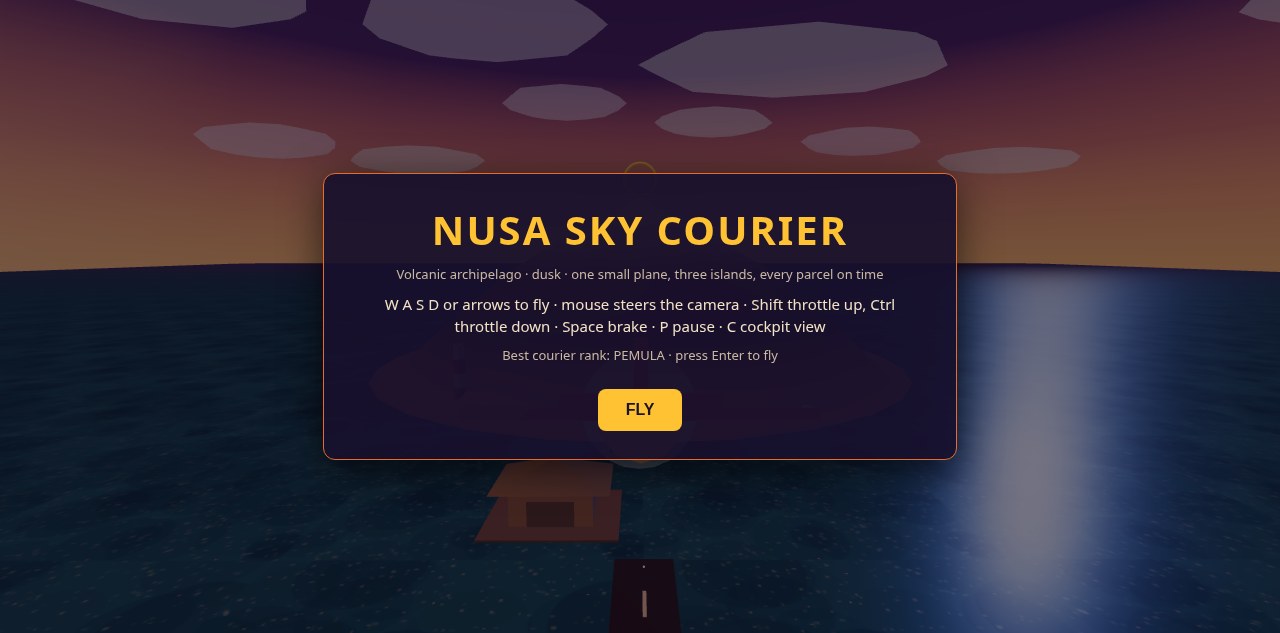 NUSA SKY COURIER
Volcanic archipelago · dusk · one small plane, three islands, every parcel on time
W A S D or arrows to fly · mouse steers the camera · Shift throttle up, Ctrl
throttle down · Space brake · P pause · C cockpit view
Best courier rank: PEMULA · press Enter to fly
FLY